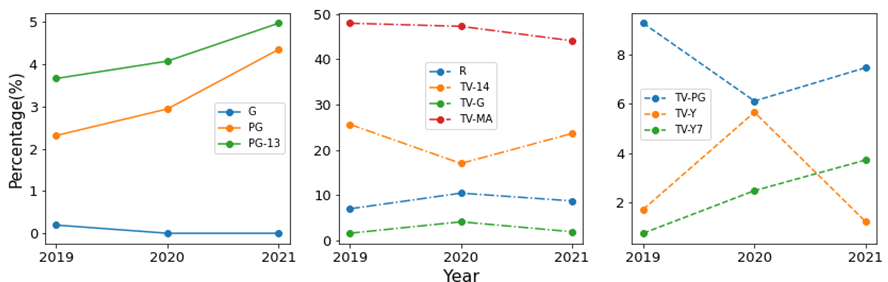 Percentage(%)
5
4
3
2
1
0
G
PG
PG-13
2019 2020 2021
50
40
30
20
10
0
R
TV-14
TV-G
TV-MA
2019 2020 2021
8
6
4
2
TV-PG
TV-Y
TV-Y7
2019 2020 2021
Year